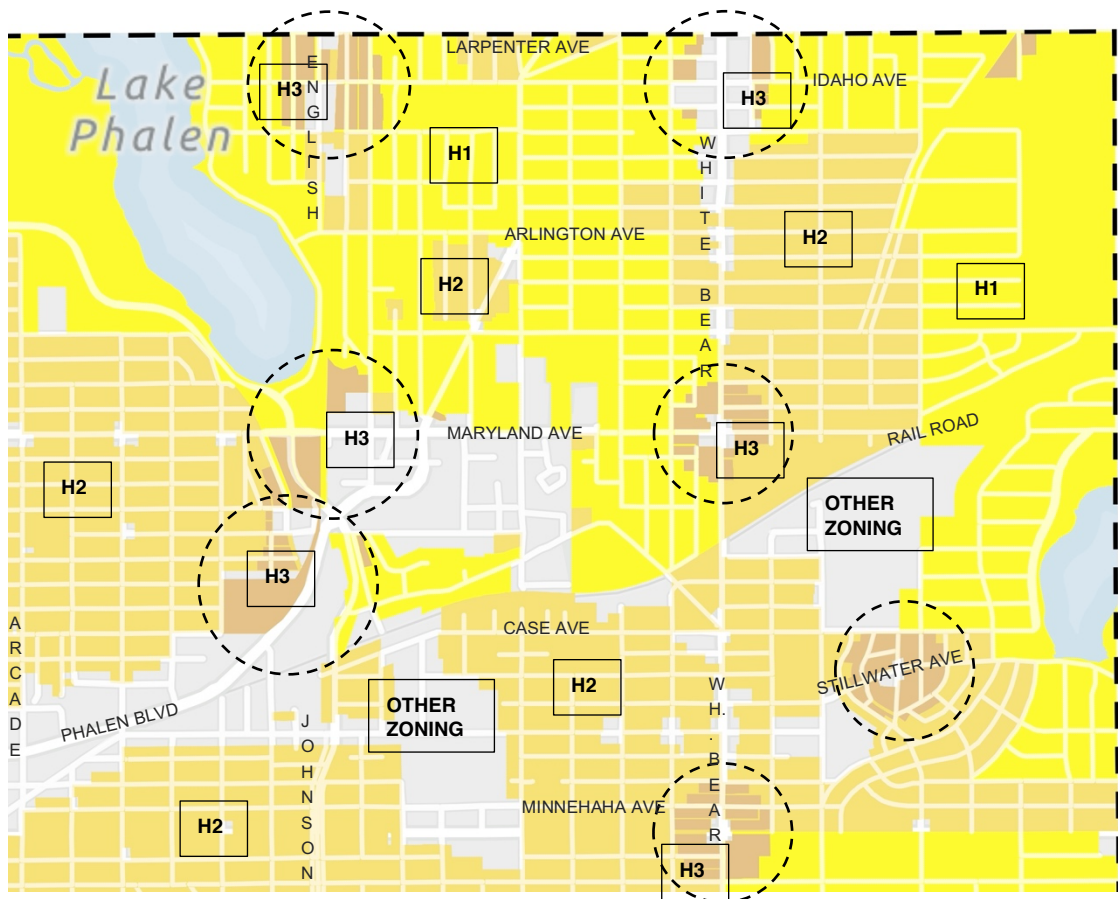 LARPENTER AVE
Lake
Phalen
ENGLISH
H3
H3
IDAHO AVE
H1
WHITE BEAR
ARLINGTON AVE
H2
H2
H1
MARYLAND AVE
H3
H3
RAIL ROAD
H2
OTHER
ZONING
H3
ARCADE
CASE AVE
STILLWATER AVE
H2
WH. BEAR
PHALEN BLVD
OTHER
ZONING
JOHNSON
MINNEHAHA AVE
H2
H3